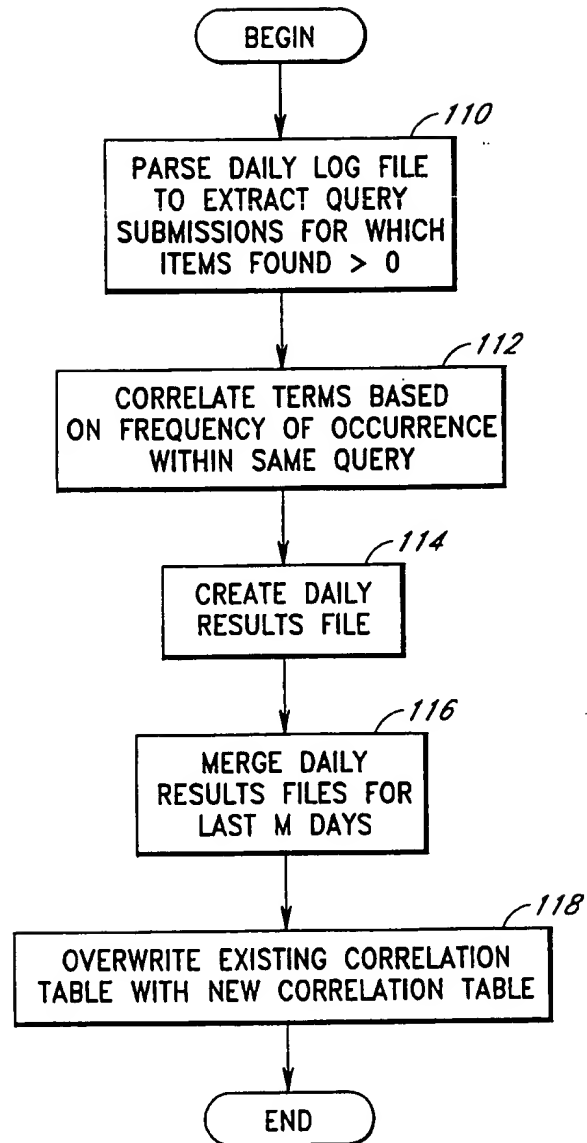 BEGIN
110
PARSE DAILY LOG FILE
TO EXTRACT QUERY
SUBMISSIONS FOR WHICH
ITEMS FOUND > 0
112
CORRELATE TERMS BASED
ON FREQUENCY OF OCCURRENCE
WITHIN SAME QUERY
114
CREATE DAILY
RESULTS FILE
116
MERGE DAILY
RESULTS FILES FOR
LAST M DAYS
118
OVERWRITE EXISTING CORRELATION
TABLE WITH NEW CORRELATION TABLE
END